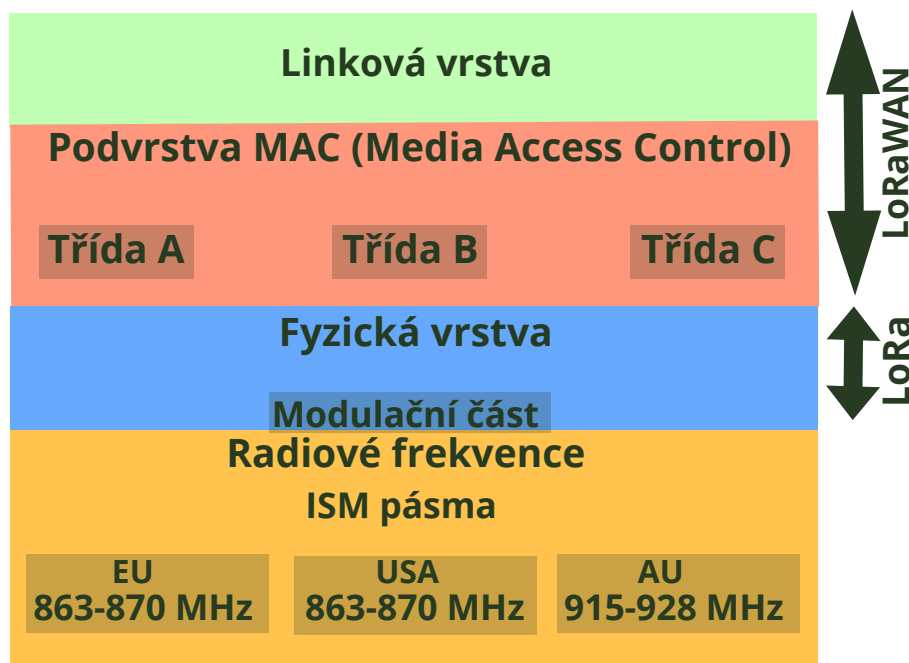 Linková vrstva
Podvrstva MAC (Media Access Control)
Třída A
Třída B
Třída C
LoRaWAN
Fyzická vrstva
Modulační část
LoRa
Radiové frekvence
ISM pásma
EU
863-870 MHz
USA
863-870 MHz
AU
915-928 MHz